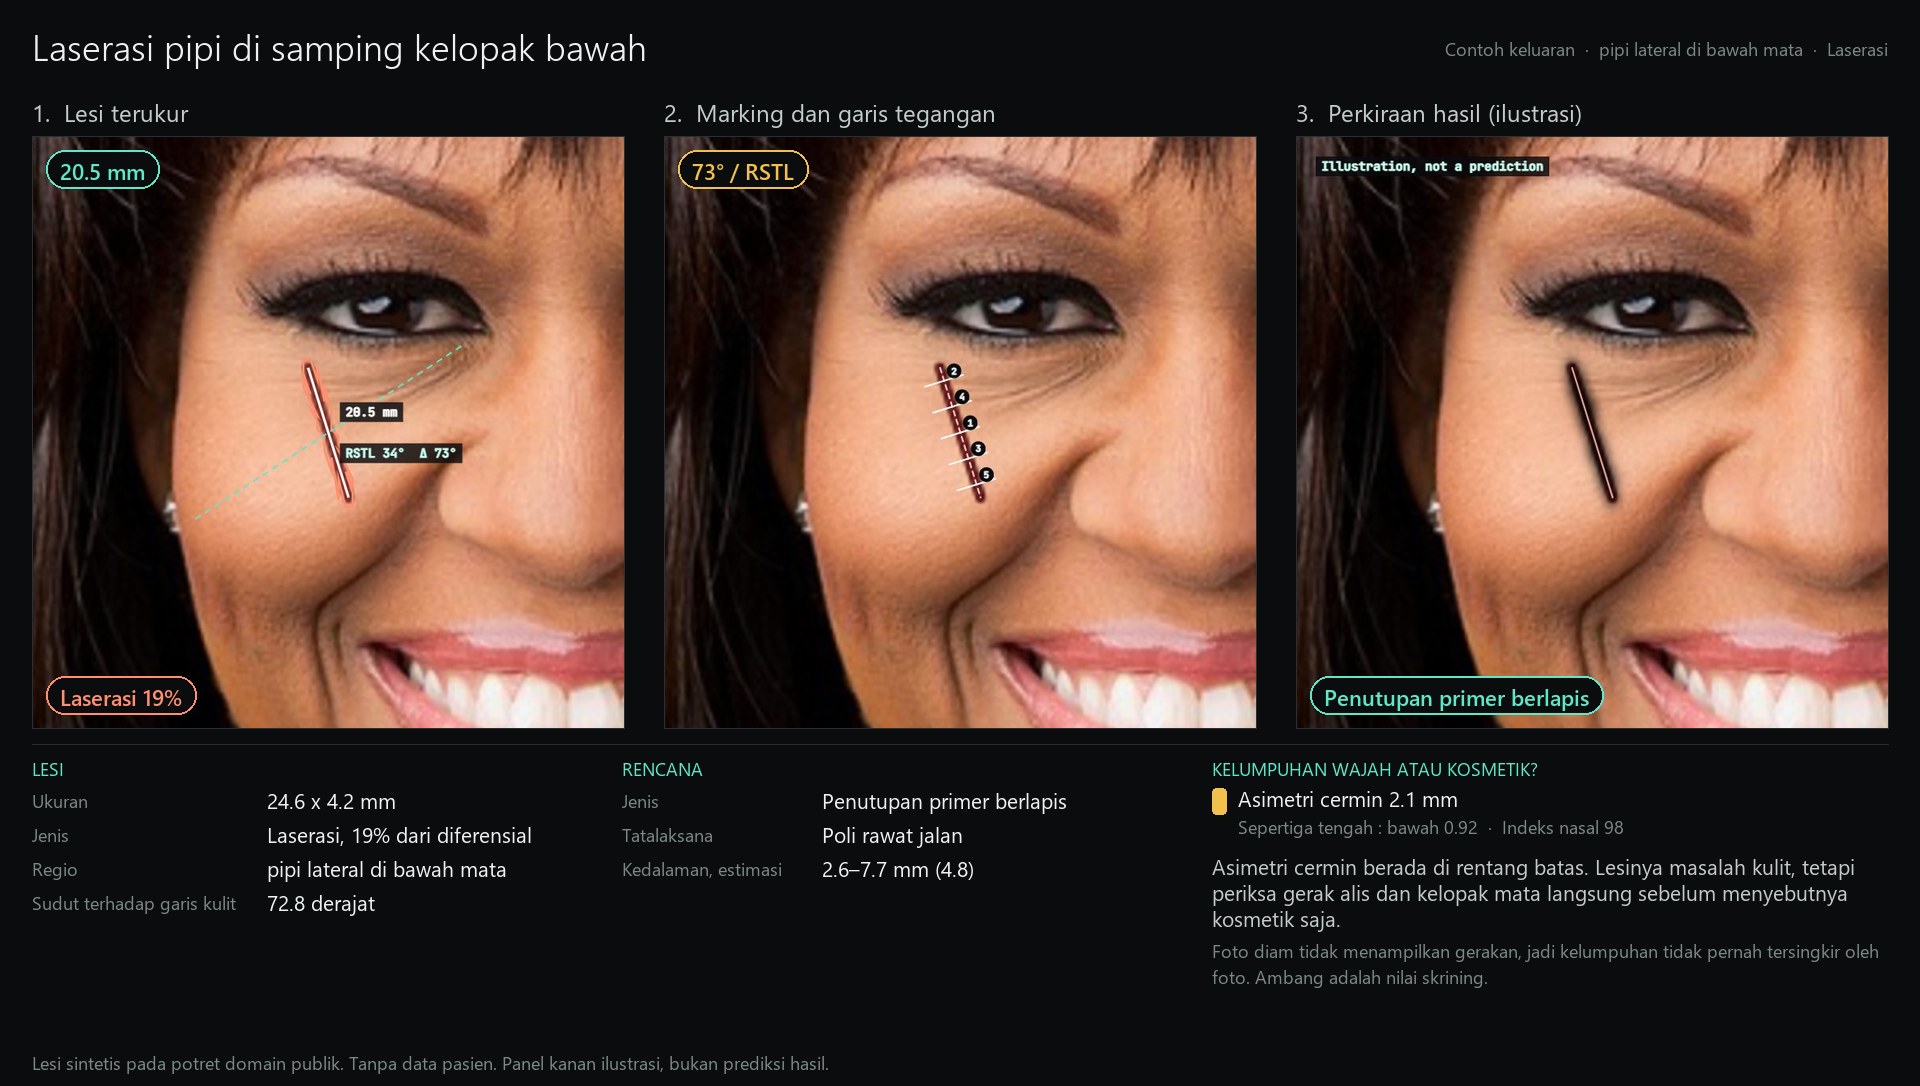 Laserasi pipi di samping kelopak bawah
Contoh keluaran · pipi lateral di bawah mata · Laserasi
1. Lesi terukur
2. Marking dan garis tegangan
3. Perkiraan hasil (ilustrasi)
20.5 mm
20.5 mm
RSTL 34° Δ 73°
Laserasi 19%
73° / RSTL
2
4
1
3
5
Illustration, not a prediction
Penutupan primer berlapis
LESI
Ukuran 24.6 x 4.2 mm
Jenis Laserasi, 19% dari diferensial
Regio pipi lateral di bawah mata
Sudut terhadap garis kulit 72.8 derajat
RENCANA
Jenis Penutupan primer berlapis
Tatalaksana Poli rawat jalan
Kedalaman, estimasi 2.6–7.7 mm (4.8)
KELUMPUHAN WAJAH ATAU KOSMETIK?
Asimetri cermin 2.1 mm
Sepertiga tengah : bawah 0.92 · Indeks nasal 98
Asimetri cermin berada di rentang batas. Lesinya masalah kulit, tetapi
periksa gerak alis dan kelopak mata langsung sebelum menyebutnya
kosmetik saja.
Foto diam tidak menampilkan gerakan, jadi kelumpuhan tidak pernah tersingkir oleh
foto. Ambang adalah nilai skrining.
Lesi sintetis pada potret domain publik. Tanpa data pasien. Panel kanan ilustrasi, bukan prediksi hasil.